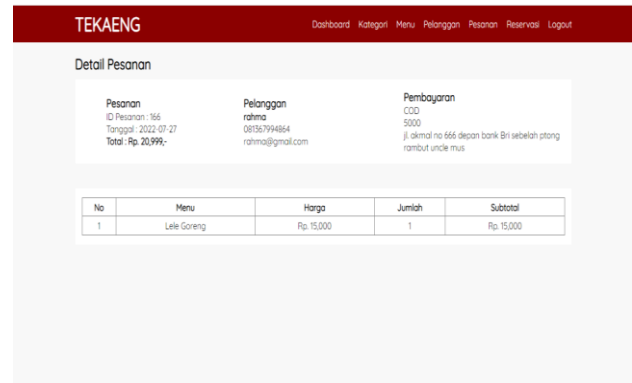 TEKAENG
Dashboard Kategori Menu Pelanggan Pesanan Reservasi Logout
Detail Pesanan
Pesanan
ID Pesanan : 166
Tanggal : 2022-07-27
Total : Rp. 20,999,-
Pelanggan
rahma
081367994864
rahma@gmail.com
Pembayaran
COD
5000
jl. akmal no 666 depan bank Bri sebelah ptong
rambut uncle mus
No Menu Harga Jumlah Subtotal
1 Lele Goreng Rp. 15,000 1 Rp. 15,000